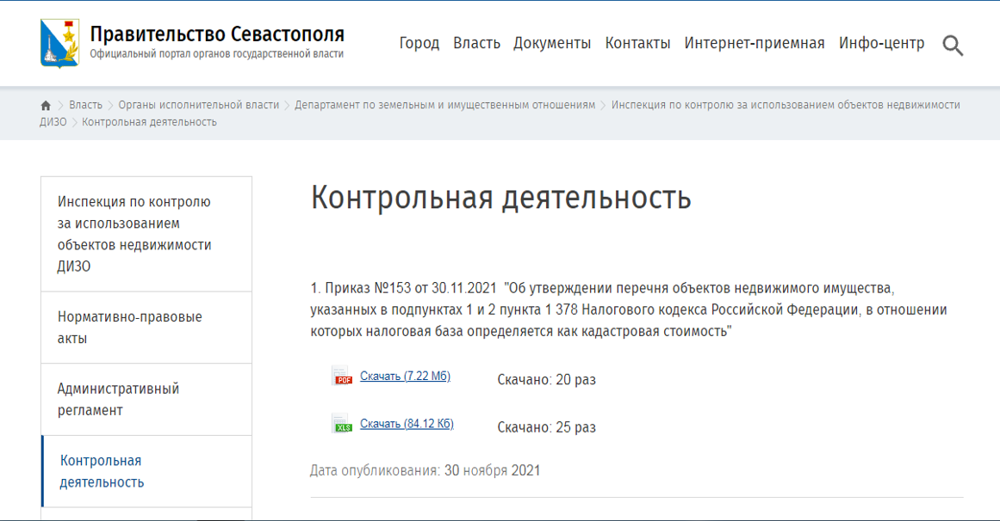 Правительство Севастополя
Официальный портал органов государственной власти
Город Власть Документы Контакты Интернет-приемная Инфо-центр
Власть Органы исполнительной власти Департамент по земельным и имущественным отношениям Инспекция по контролю за использованием объектов недвижимости
ДИЗО Контрольная деятельность
Инспекция по контролю
за использованием
объектов недвижимости
ДИЗО
Нормативно-правовые
акты
Административный
регламент
Контрольная
деятельность
Контрольная деятельность
1. Приказ №153 от 30.11.2021 "Об утверждении перечня объектов недвижимого имущества,
указанных в подпунктах 1 и 2 пункта 1 378 Налогового кодекса Российской Федерации, в отношении
которых налоговая база определяется как кадастровая стоимость"
PDF Скачать (7.22 Мб) Скачано: 20 раз
XLS Скачать (84.12 Кб) Скачано: 25 раз
Дата опубликования: 30 ноября 2021